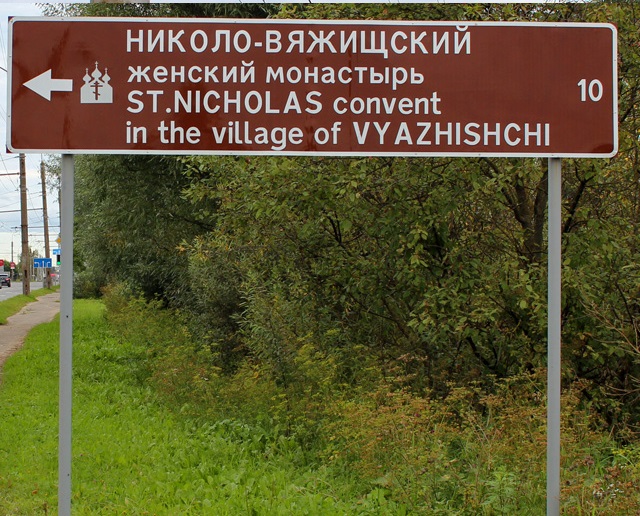 НИКОЛО-ВЯЖИЩСКИЙ
женский монастырь
10
ST.NICHOLAS convent
in the village of VYAZHISHCHI